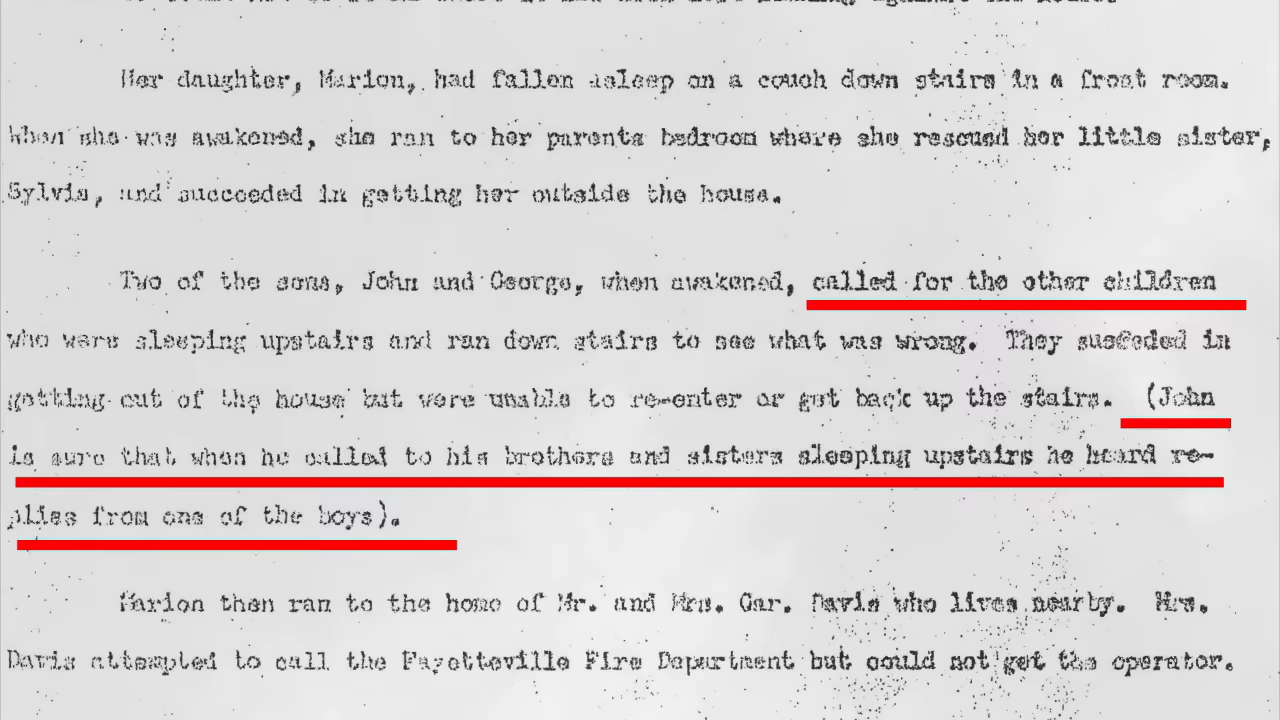 Her daughter, Marion, had fallen asleep on a couch down stairs in a front room.
When she was awakened, she ran to her parents bedroom where she rescued her little sister,
Sylvia, and succeeded in getting her outside the house.
Two of the sons, John and George, when awakened, called for the other children
who were sleeping upstairs and ran down stairs to see what was wrong. They succeded in
getting out of the house but were unable to re-enter or get back up the stairs. (John
is sure that when he called to his brothers and sisters sleeping upstairs he heard re-
plies from one of the boys).
Marion then ran to the home of Mr. and Mrs. Gar. Davis who lives nearby. Mrs.
Davis attempted to call the Fayetteville Fire Department but could not get the operator.